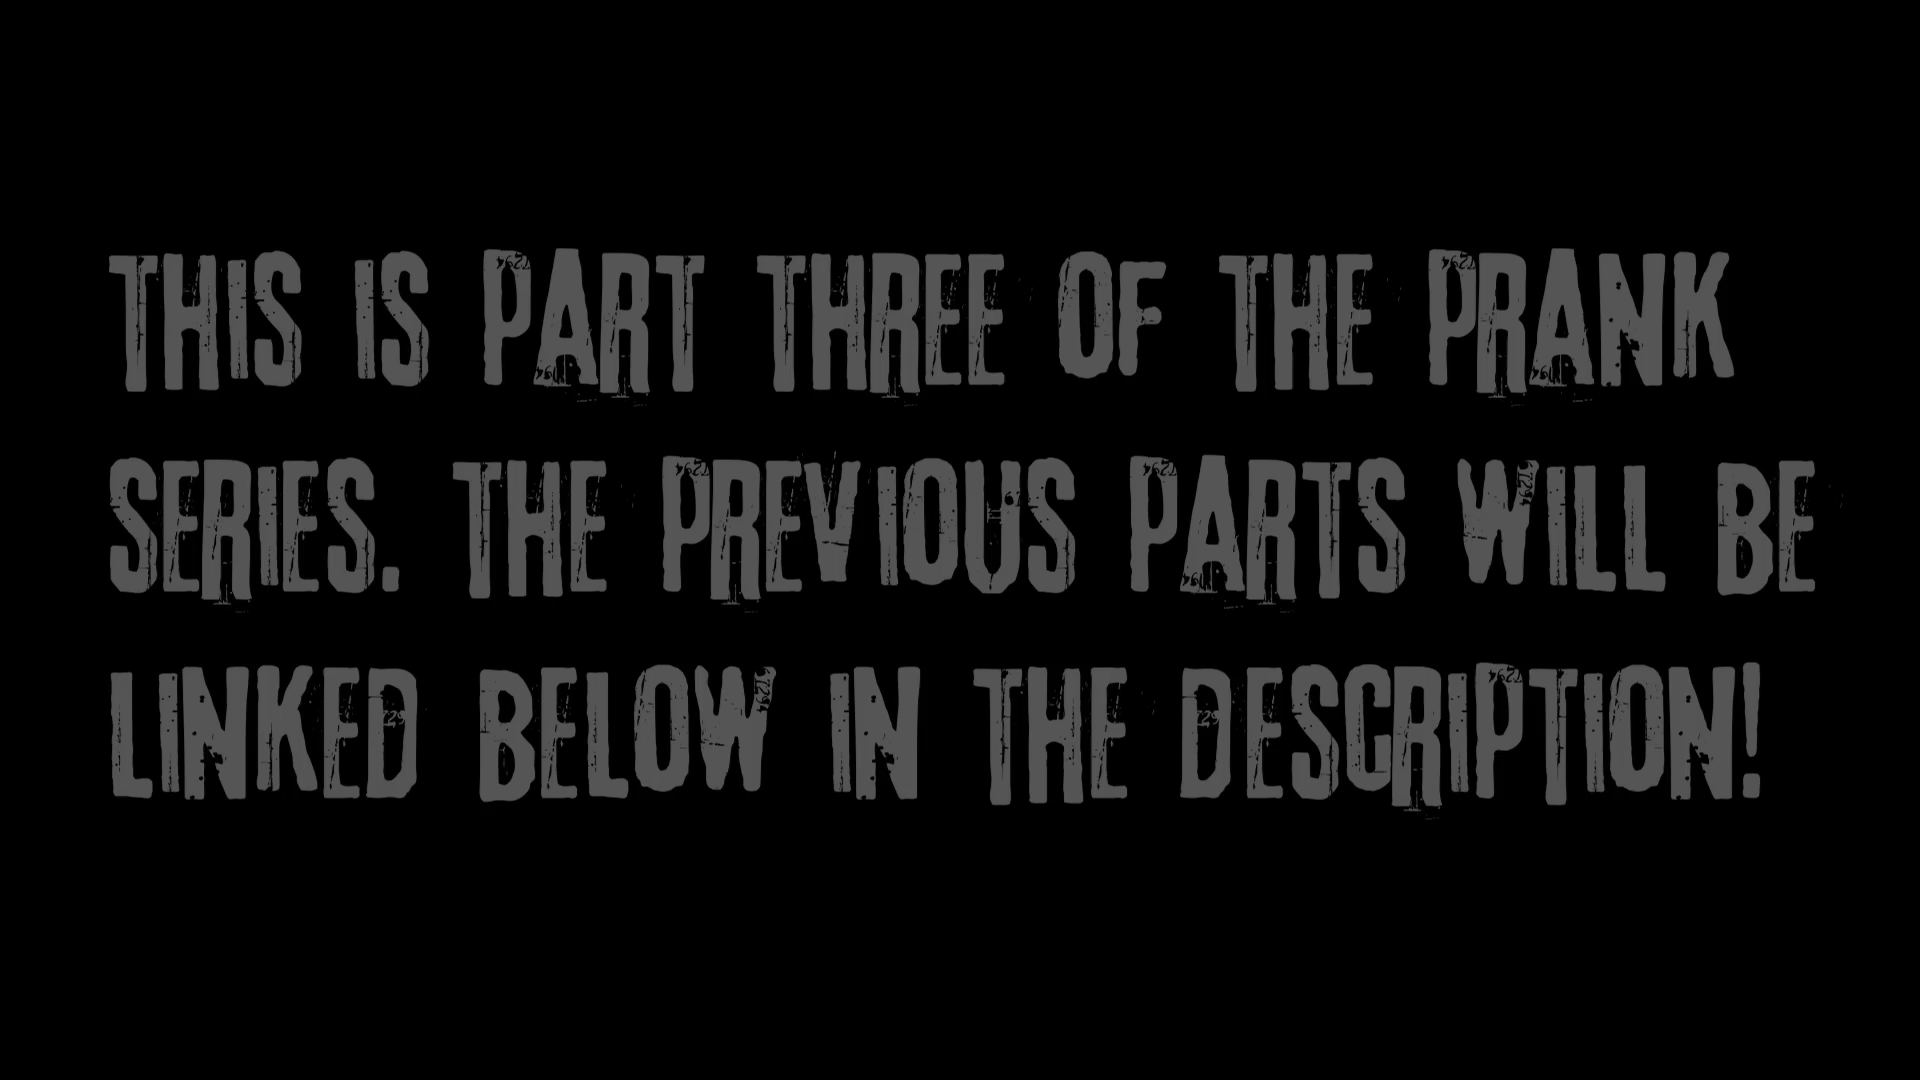 THIS IS PART THREE OF THE PRANK
SERIES. THE PREVIOUS PARTS WILL BE
LINKED BELOW IN THE DESCRIPTION!